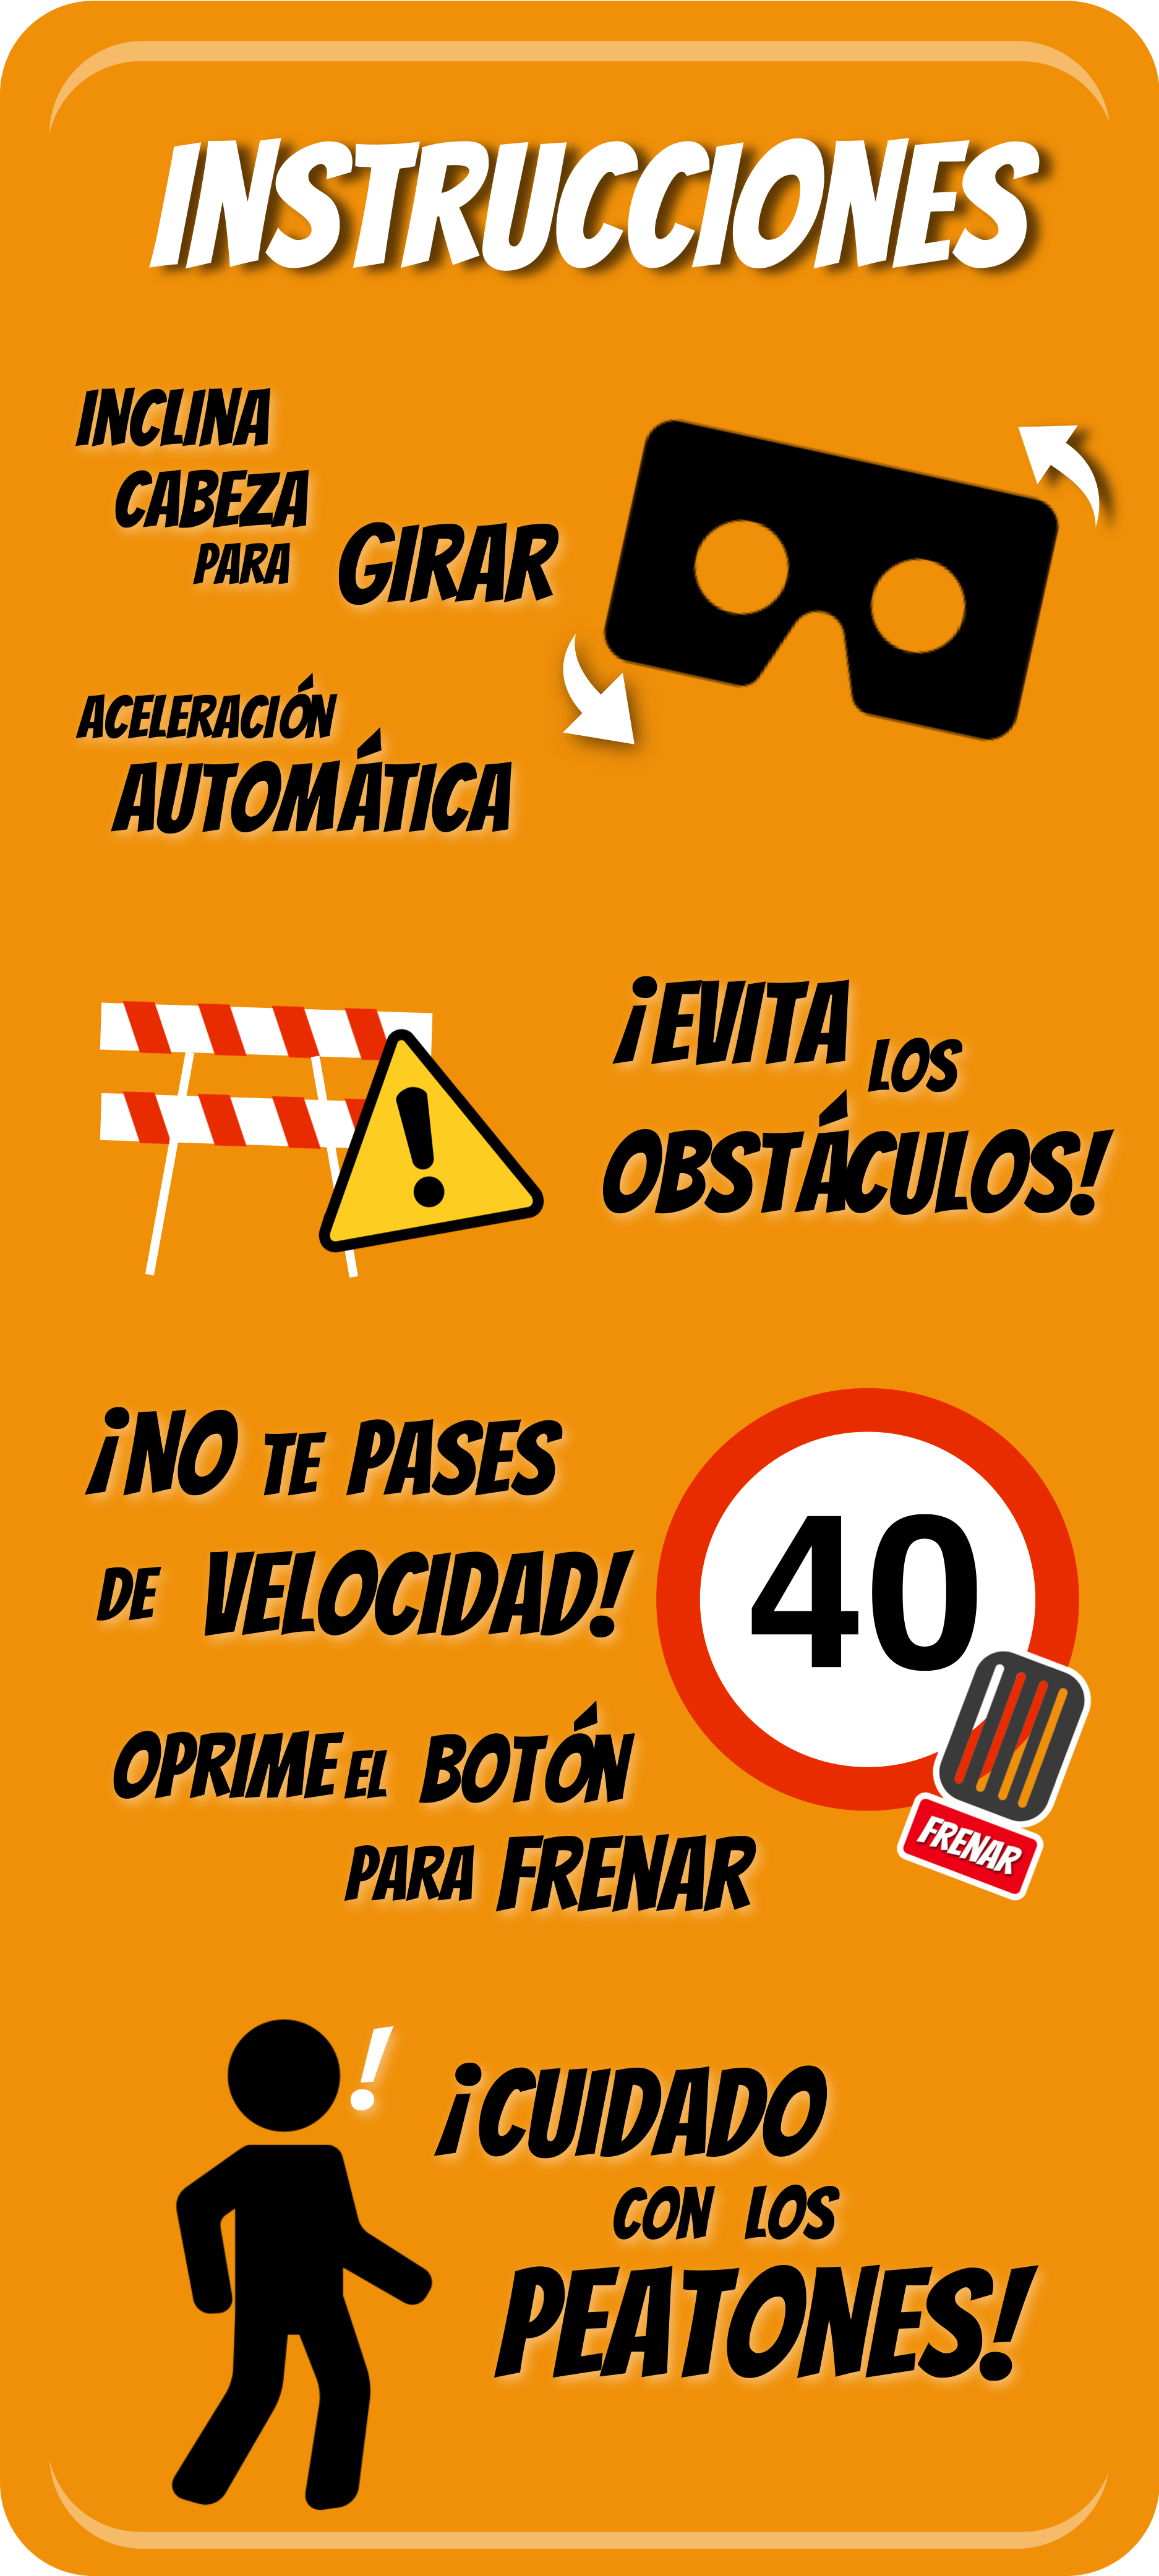 INSTRUCCIONES
INCLINA
CABEZA
PARA GIRAR
ACELERACIÓN
AUTOMÁTICA
¡EVITA LOS
OBSTÁCULOS!
¡NO TE PASES
DE VELOCIDAD!
40
OPRIME EL BOTÓN
PARA FRENAR
FRENAR
!
¡CUIDADO
CON LOS
PEATONES!